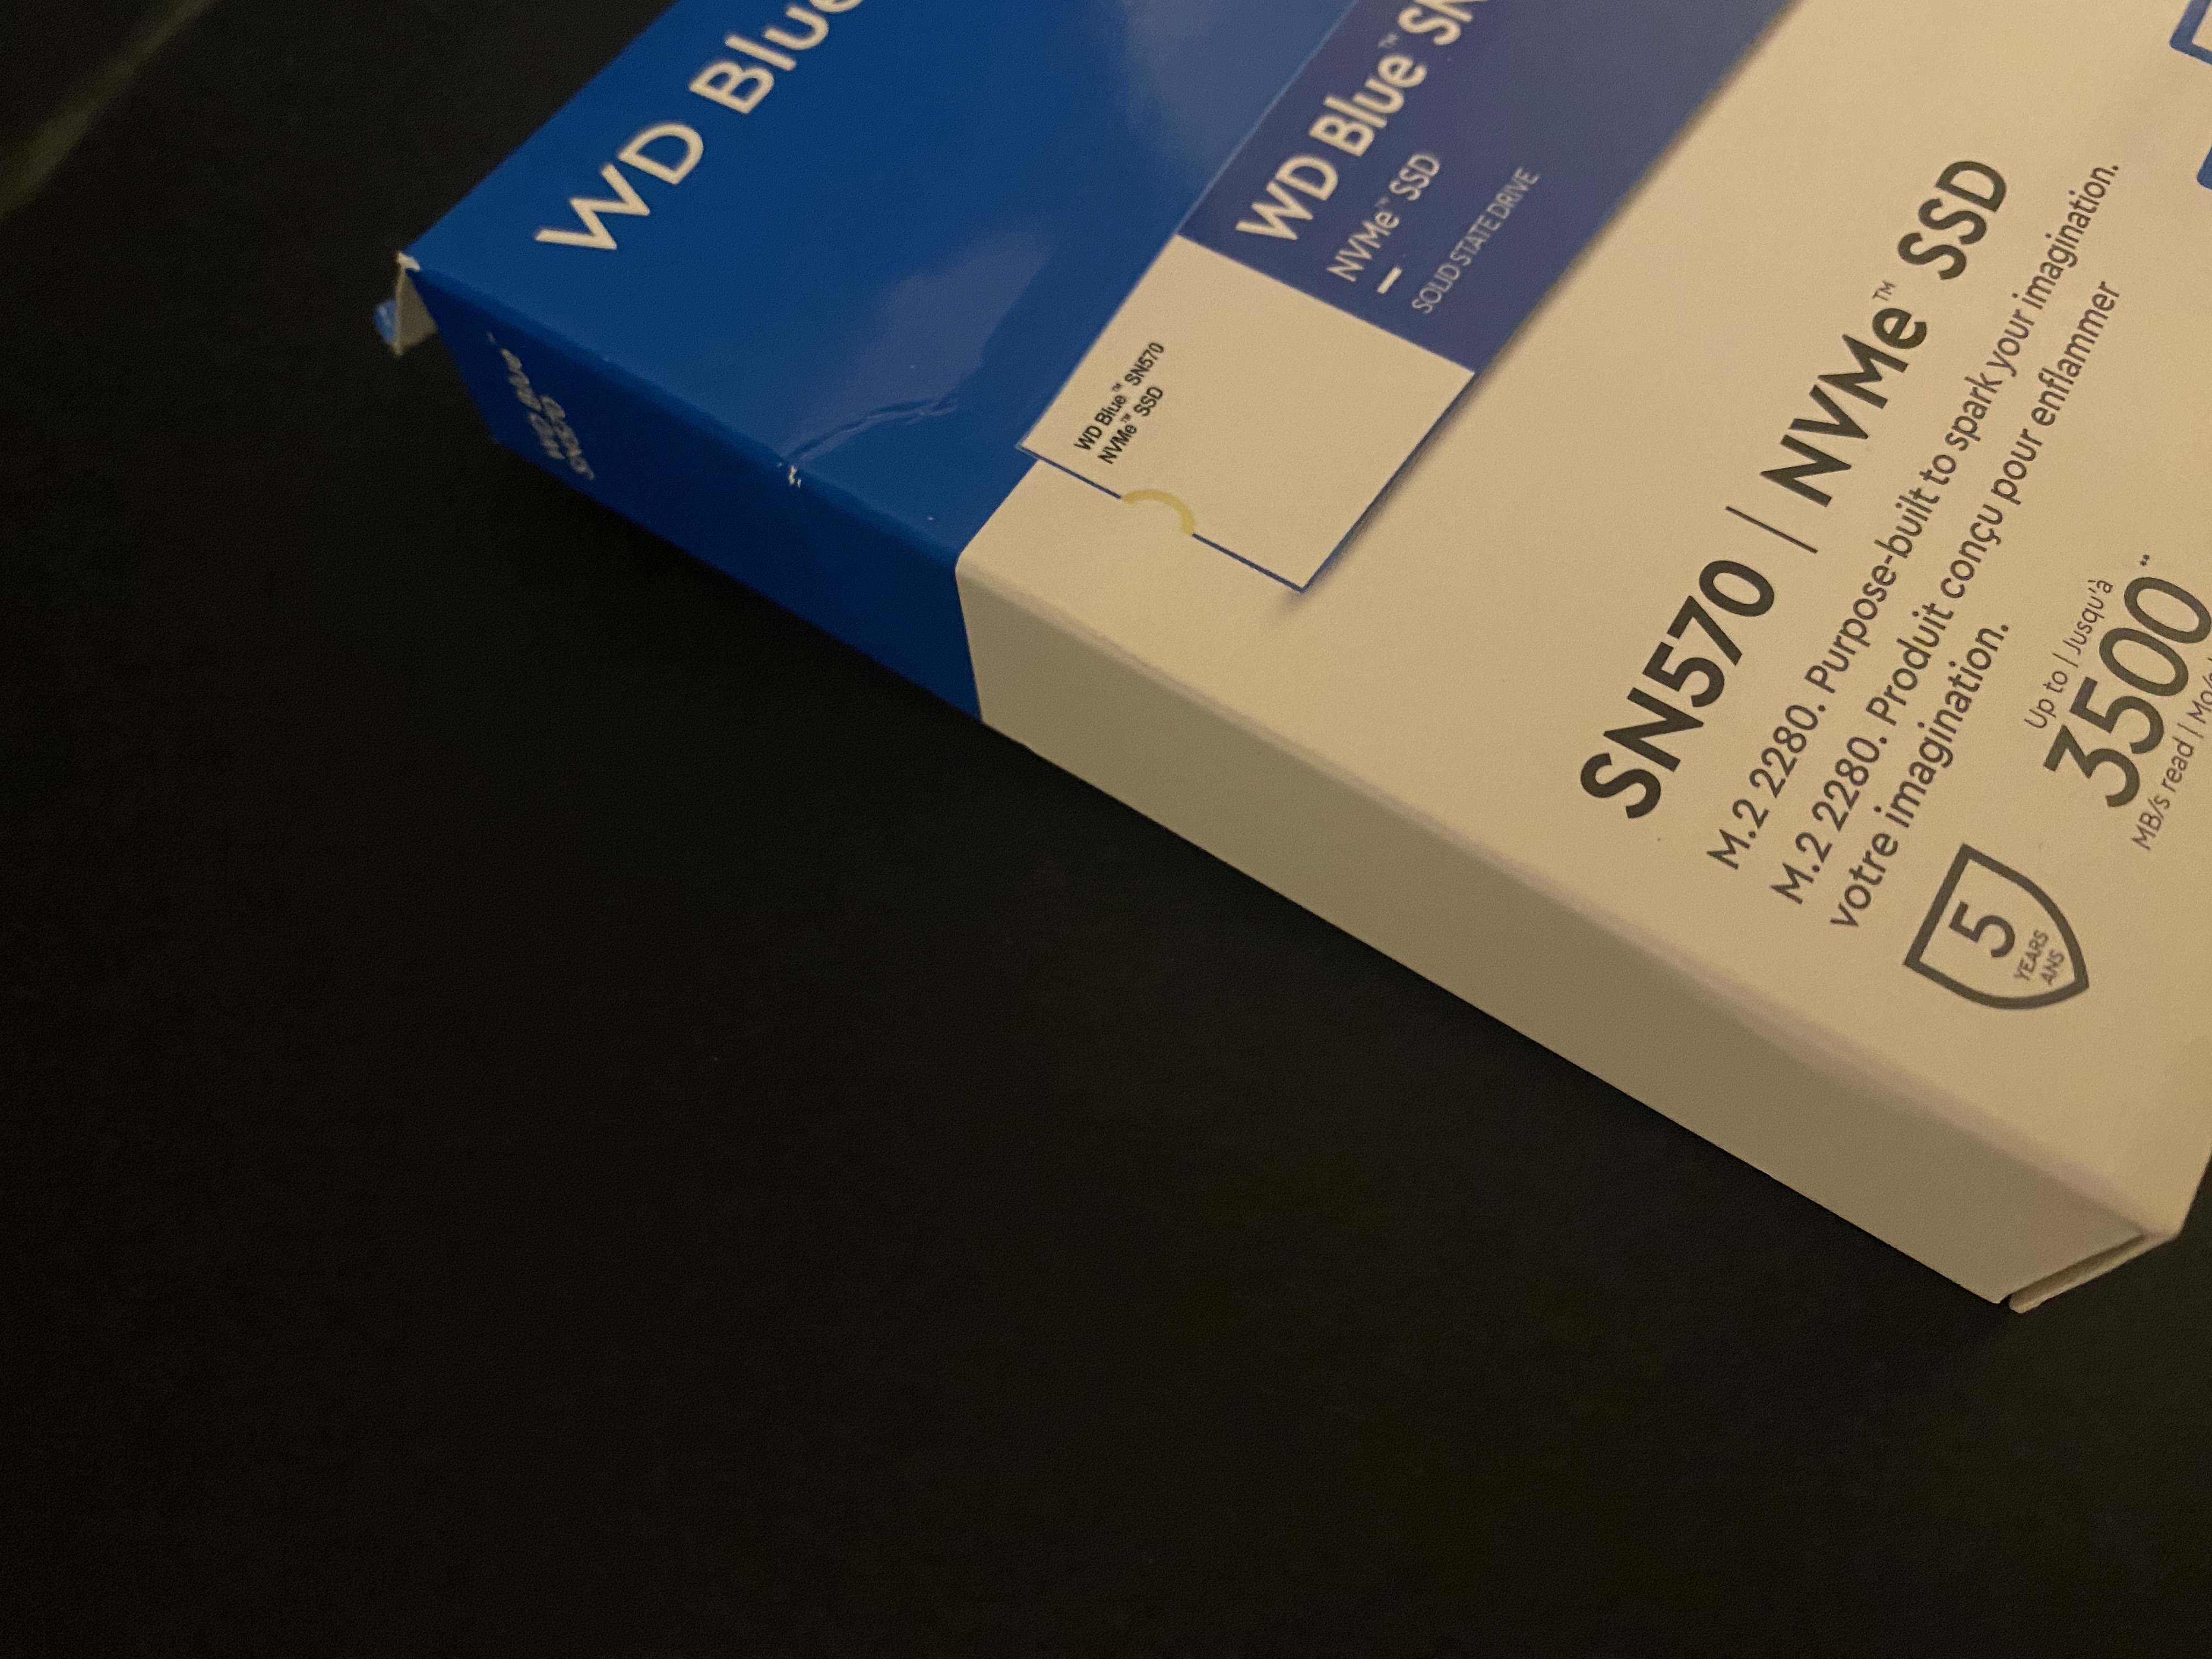 WD Blue
WD Blue™
NVMe™ SSD
SOLID STATE DRIVE
WD Blue™ SN570
NVMe™ SSD
SN570 | NVMe™ SSD
M.2 2280. Purpose-built to spark your imagination.
M.2 2280. Produit conçu pour enflammer
votre imagination.
Up to | Jusqu'à
3500**
MB/s read |
5
YEARS
ANS